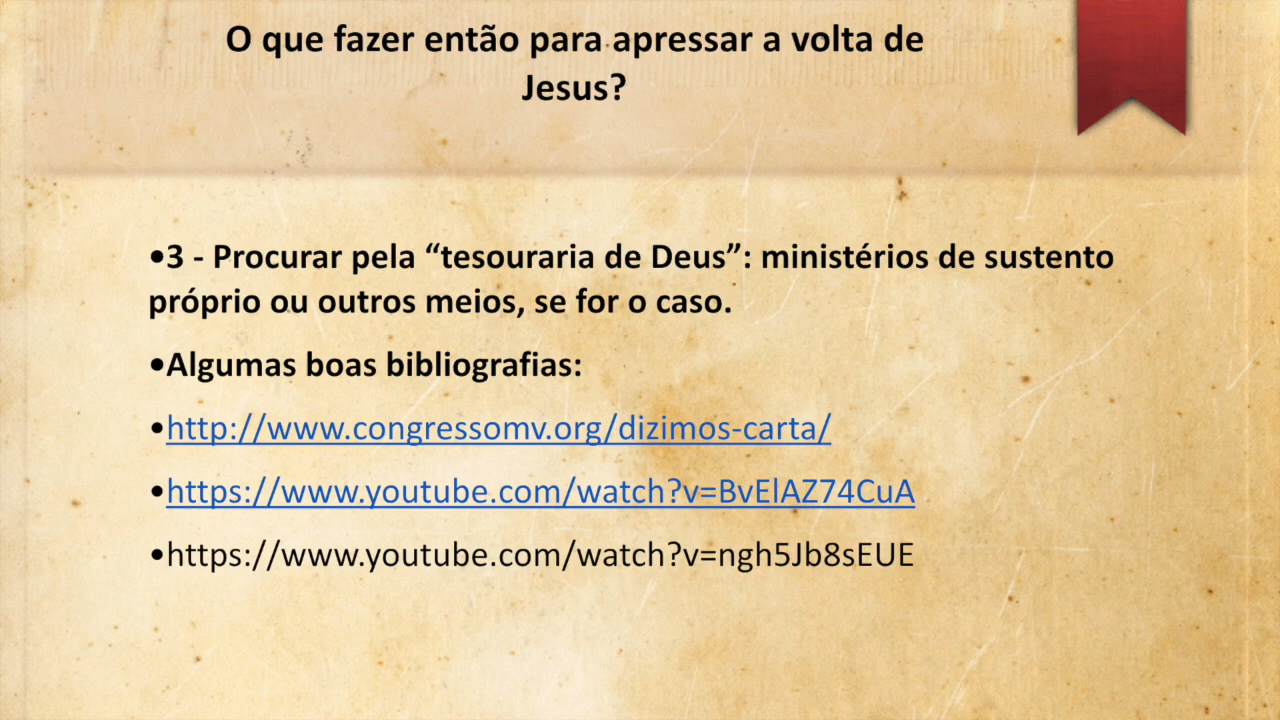 O que fazer então para apressar a volta de
Jesus?
•3 - Procurar pela “tesouraria de Deus”: ministérios de sustento
próprio ou outros meios, se for o caso.
•Algumas boas bibliografias:
•http://www.congressomv.org/dizimos-carta/
•https://www.youtube.com/watch?v=BvElAZ74CuA
•https://www.youtube.com/watch?v=ngh5Jb8sEUE